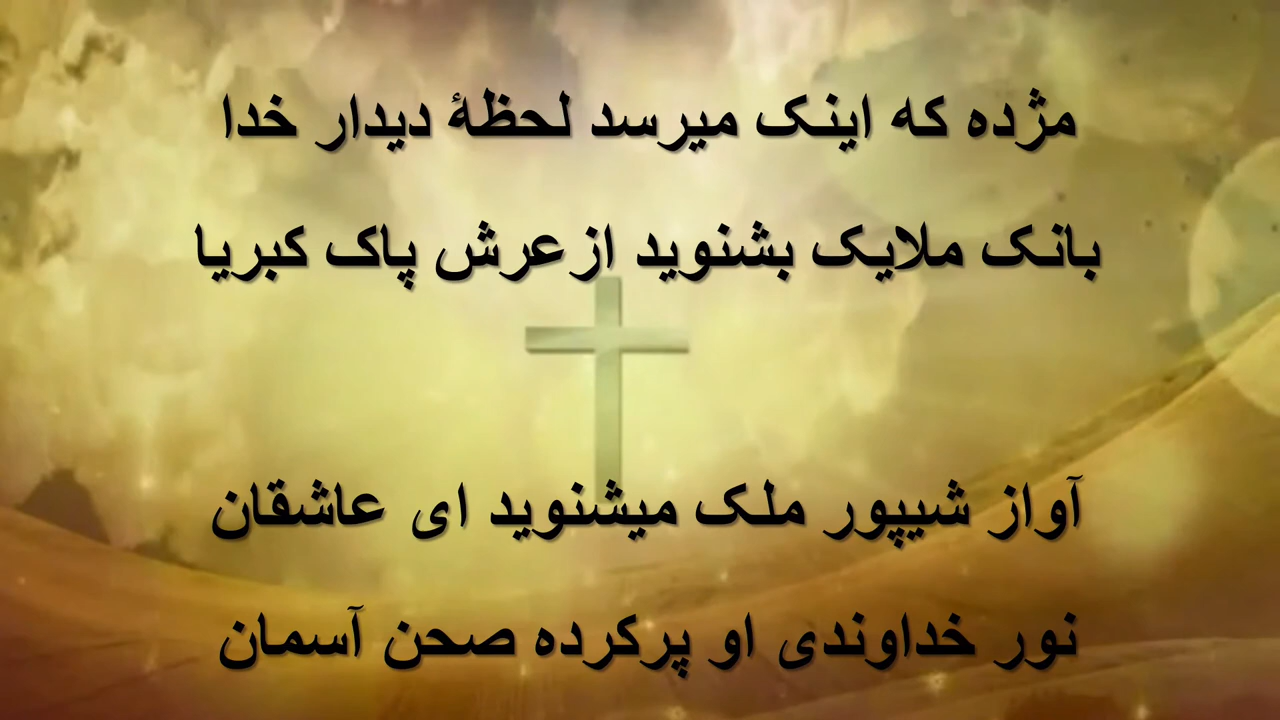 مژده که اینک میرسد لحظهٔ دیدار خدا
بانک ملایک بشنوید ازعرش پاک کبریا
آواز شیپور ملک میشنوید ای عاشقان
نور خداوندی او پرکرده صحن آسمان